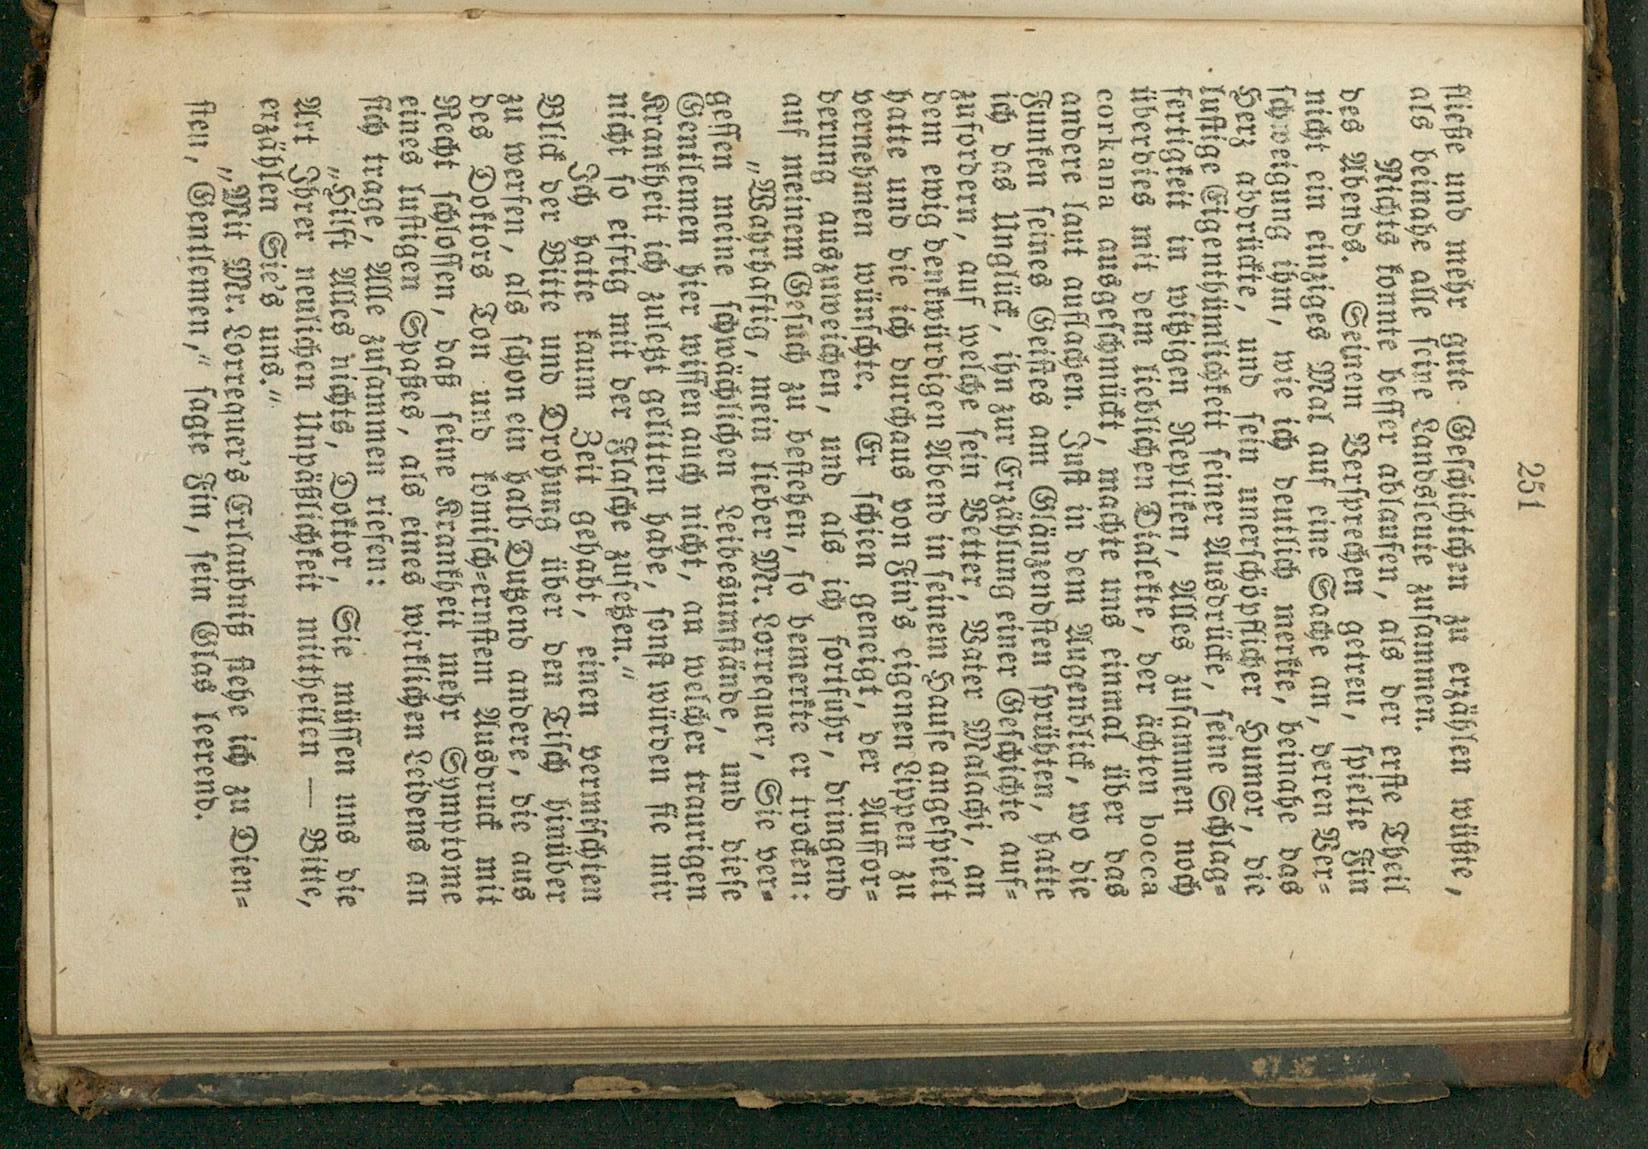 251
ſließe und mehr gute Geſchichten zu erzählen wüßte,
als beinahe alle ſeine Landsleute zuſammen.
Nichts konnte beſſer ablaufen, als der erſte Theil
des Abends. Seinem Verſprechen getreu, ſpielte Fin
nicht ein einziges Mal auf eine Sache an, deren Ver=
ſchweigung ihm, wie ich deutlich merkte, beinahe das
Herz abdrückte, und ſein unerſchöpflicher Humor, die
luſtige Eigenthümlichkeit ſeiner Ausdrücke, ſeine Schlag=
fertigkeit in witzigen Repliken, Alles zuſammen noch
überdies mit dem lieblichen Dialekte, der ächten bocca
corkana ausgeſchmückt, machte uns einmal über das
andere laut auflachen. Juſt in dem Augenblick, wo die
Funken ſeines Geiſtes am Glänzendſten ſprühten, hatte
ich das Unglück, ihn zur Erzählung einer Geſchichte auf=
zufordern, auf welche ſein Vetter, Vater Malachi, an
dem ewig denkwürdigen Abend in ſeinem Hauſe angeſpielt
hatte und die ich durchaus von Fin's eigenen Lippen zu
vernehmen wünſchte. Er ſchien geneigt, der Auffor=
derung auszuweichen, und als ich fortfuhr, dringend
auf meinem Geſuch zu beſtehen, ſo bemerkte er trocken:
„Wahrhaftig, mein lieber Mr. Lorrequer, Sie ver=
geſſen meine ſchwächlichen Leibesumſtände, und dieſe
Gentlemen hier wiſſen auch nicht, an welcher traurigen
Krankheit ich zuletzt gelitten habe, ſonſt würden ſie mir
nicht ſo eifrig mit der Flaſche zuſetzen.“
Ich hatte kaum Zeit gehabt, einen vermiſchten
Blick der Bitte und Drohung über den Tiſch hinüber
zu werfen, als ſchon ein halb Dutzend andere, die aus
des Doktors Ton und komiſch=ernſtem Ausdruck mit
Recht ſchloſſen, daß ſeine Krankheit mehr Symptome
eines luſtigen Spaßes, als eines wirklichen Leidens an
ſich trage, Alle zuſammen riefen:
„Hilft Alles nichts, Doktor, Sie müſſen uns die
Art Ihrer neulichen Unpäßlichkeit mittheilen — Bitte,
erzählen Sie's uns.“
„Mit Mr. Lorrequer's Erlaubniß ſtehe ich zu Dien=
ſten, Gentlemen,“ ſagte Fin, ſein Glas leerend.